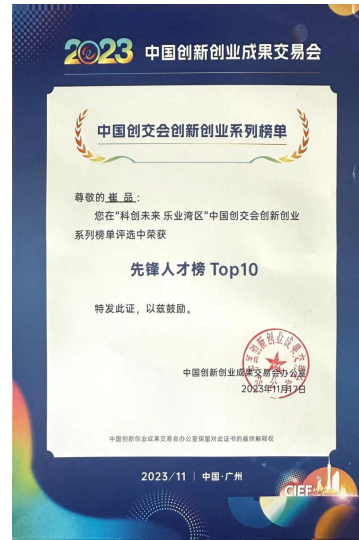 2023 中国创新创业成果交易会
中国创交会创新创业系列榜单
尊敬的 崔 品 :
您在“科创未来 乐业湾区”中国创交会创新创业
系列榜单评选中荣获
先锋人才榜 Top10
特发此证，以兹鼓励。
中国创新创业成果交易会办公室
2023年11月17日
中国创新创业成果交易会办公室保留对此证书的最终解释权
2023/11 | 中国·广州
CIEF